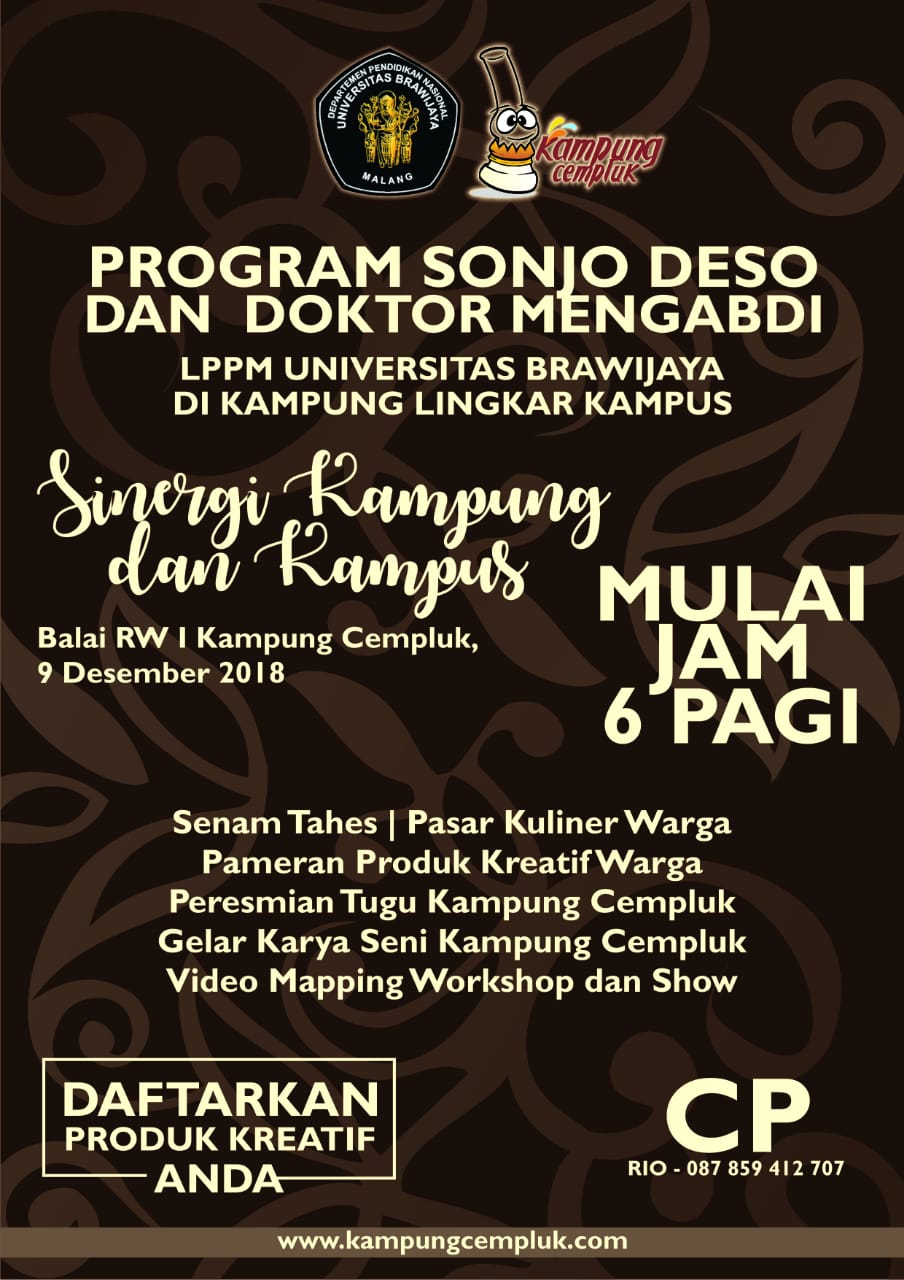 DEPARTEMEN PENDIDIKAN NASIONAL
UNIVERSITAS BRAWIJAYA
MALANG
Kampung
cempluk
PROGRAM SONJO DESO
DAN DOKTOR MENGABDI
LPPM UNIVERSITAS BRAWIJAYA
DI KAMPUNG LINGKAR KAMPUS
Sinergi Kampung
dan Kampus
Balai RW I Kampung Cempluk,
9 Desember 2018
MULAI
JAM
6 PAGI
Senam Tahes | Pasar Kuliner Warga
Pameran Produk Kreatif Warga
Peresmian Tugu Kampung Cempluk
Gelar Karya Seni Kampung Cempluk
Video Mapping Workshop dan Show
DAFTARKAN
PRODUK KREATIF
ANDA
CP
RIO - 087 859 412 707
www.kampungcempluk.com